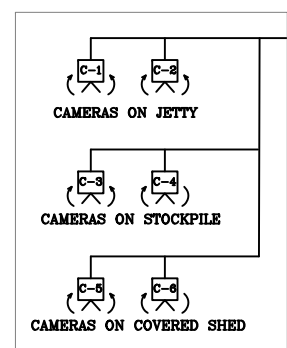 C-1 C-2
CAMERAS ON JETTY
C-3 C-4
CAMERAS ON STOCKPILE
C-5 C-6
CAMERAS ON COVERED SHED